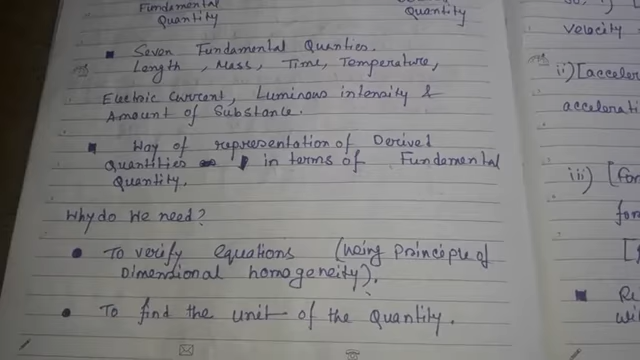 Fundamental Quantity
Quantity
Seven Fundamental Quanties.
Length, Mass, Time, Temperature,
Electric Current, Luminous intensity &
Amount of Substance.
Way of representation of Derived
Quantities in terms of Fundamental
Quantity.
Why do We need?
To verify equations (using principle of
Dimensional homogeneity).
To find the unit of the Quantity.
velocity
ii) [acceler
accelerati
iii) [for
for
[
Re
wit